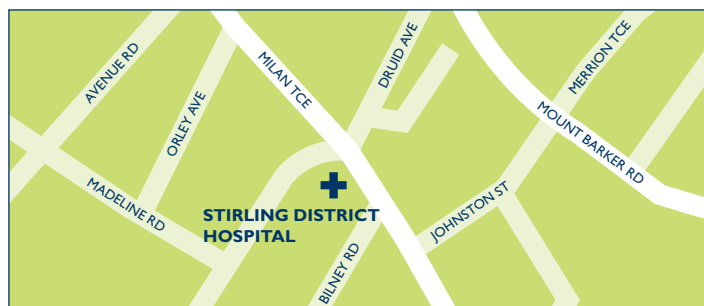 AVENUE RD
ORLEY AVE
MILAN TCE
DRUID AVE
MERRION TCE
MOUNT BARKER RD
MADELINE RD
STIRLING DISTRICT
HOSPITAL
JOHNSTON ST
BILNEY RD